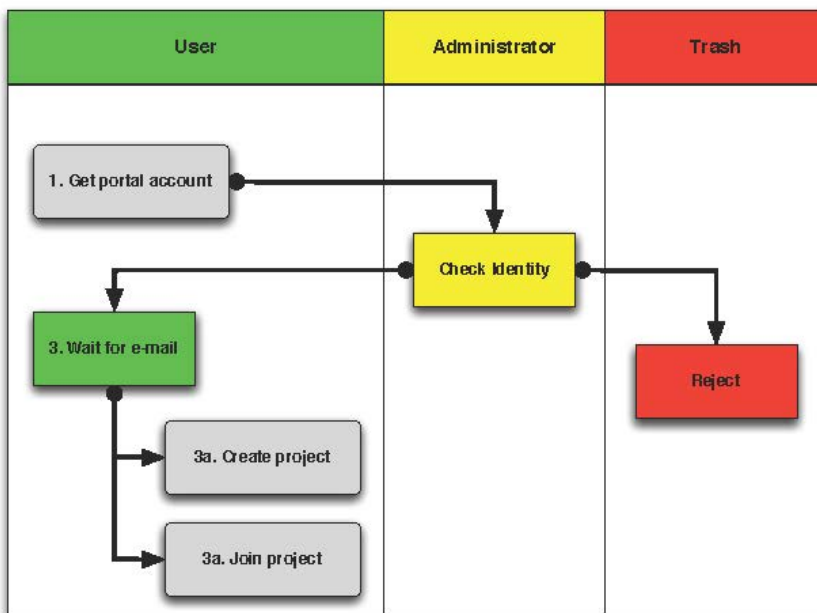 User
Administrator
Trash
1. Get portal account
Check Identity
3. Wait for e-mail
Reject
3a. Create project
3a. Join project